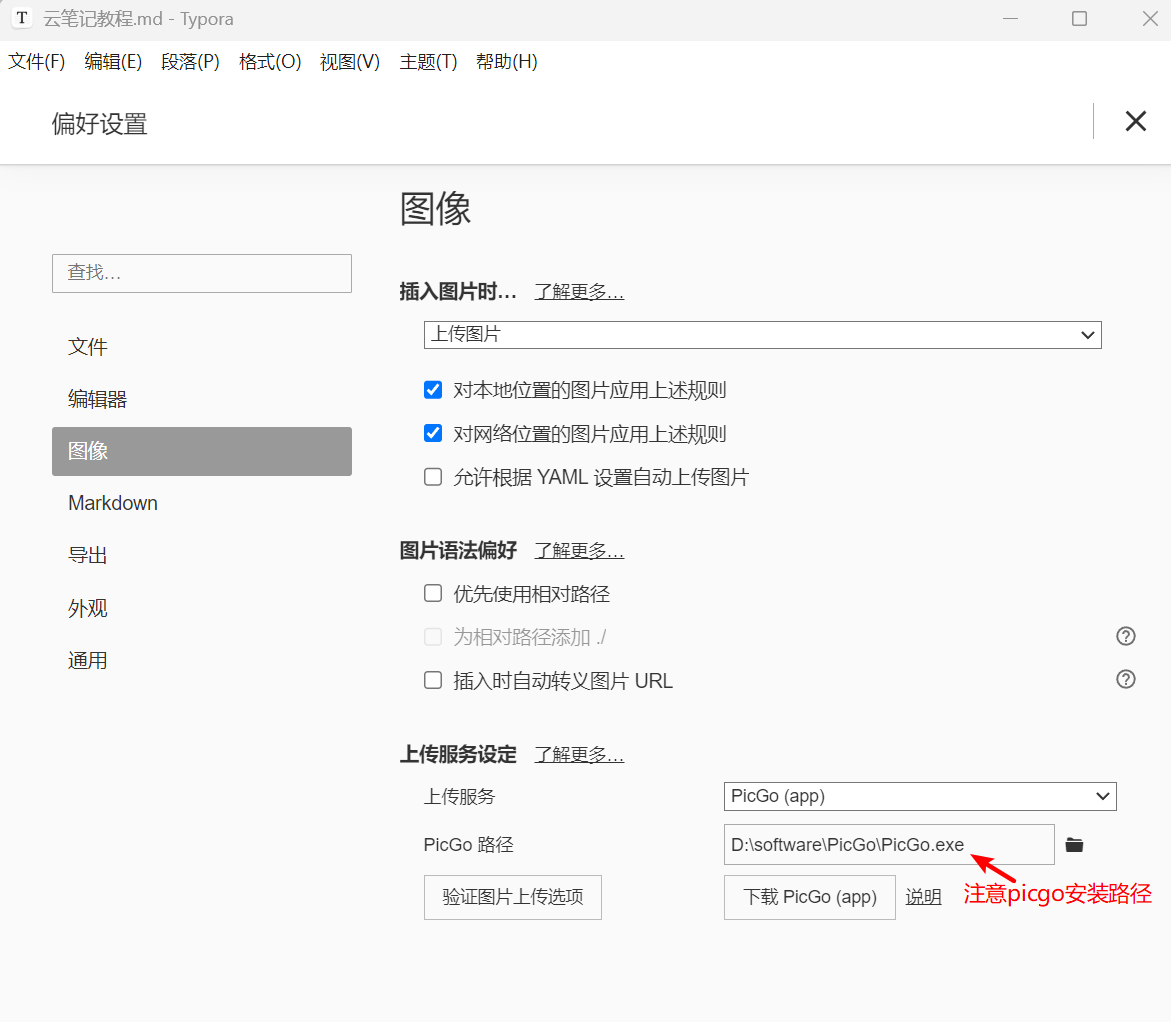 T 云笔记教程.md - Typora
文件(F) 编辑(E) 段落(P) 格式(O) 视图(V) 主题(T) 帮助(H)
偏好设置
图像
查找…
插入图片时… 了解更多…
上传图片
文件
对本地位置的图片应用上述规则
编辑器
对网络位置的图片应用上述规则
图像
允许根据 YAML 设置自动上传图片
Markdown
图片语法偏好 了解更多…
导出
优先使用相对路径
外观
为相对路径添加 ./
通用
插入时自动转义图片 URL
上传服务设定 了解更多…
上传服务 PicGo (app)
PicGo 路径 D:\software\PicGo\PicGo.exe
验证图片上传选项 下载 PicGo (app) 说明 注意picgo安装路径